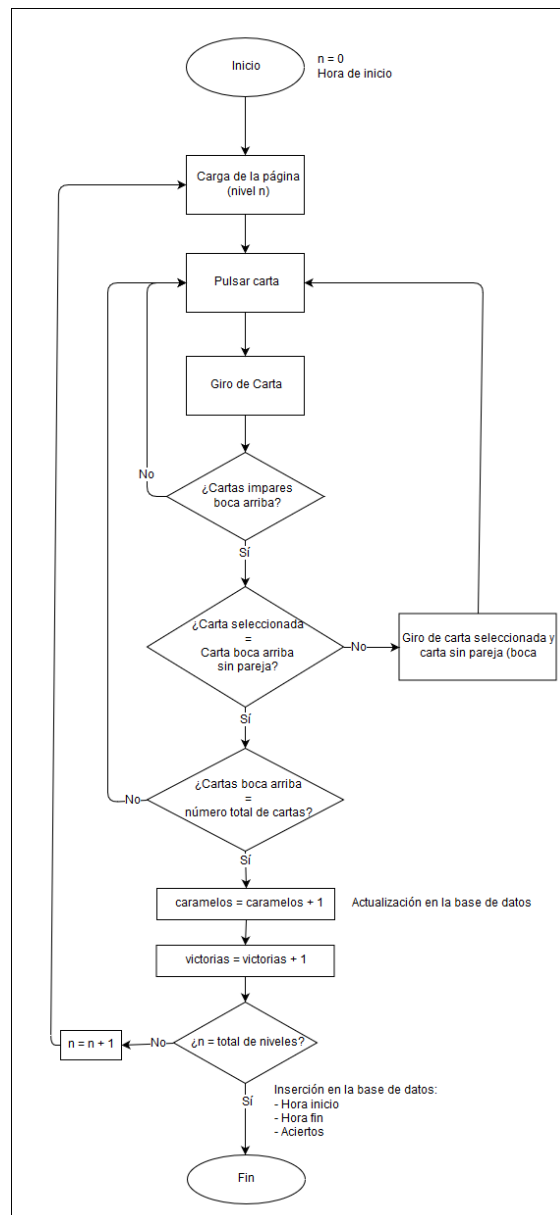 Inicio
n = 0
Hora de inicio
Carga de la página
(nivel n)
Pulsar carta
Giro de Carta
No
¿Cartas impares
boca arriba?
Sí
¿Carta seleccionada
=
Carta boca arriba
sin pareja?
No
Giro de carta seleccionada y
carta sin pareja (boca
Sí
¿Cartas boca arriba
=
número total de cartas?
No
Sí
caramelos = caramelos + 1
Actualización en la base de datos
victorias = victorias + 1
¿n = total de niveles?
No
n = n + 1
Sí
Inserción en la base de datos:
- Hora inicio
- Hora fin
- Aciertos
Fin